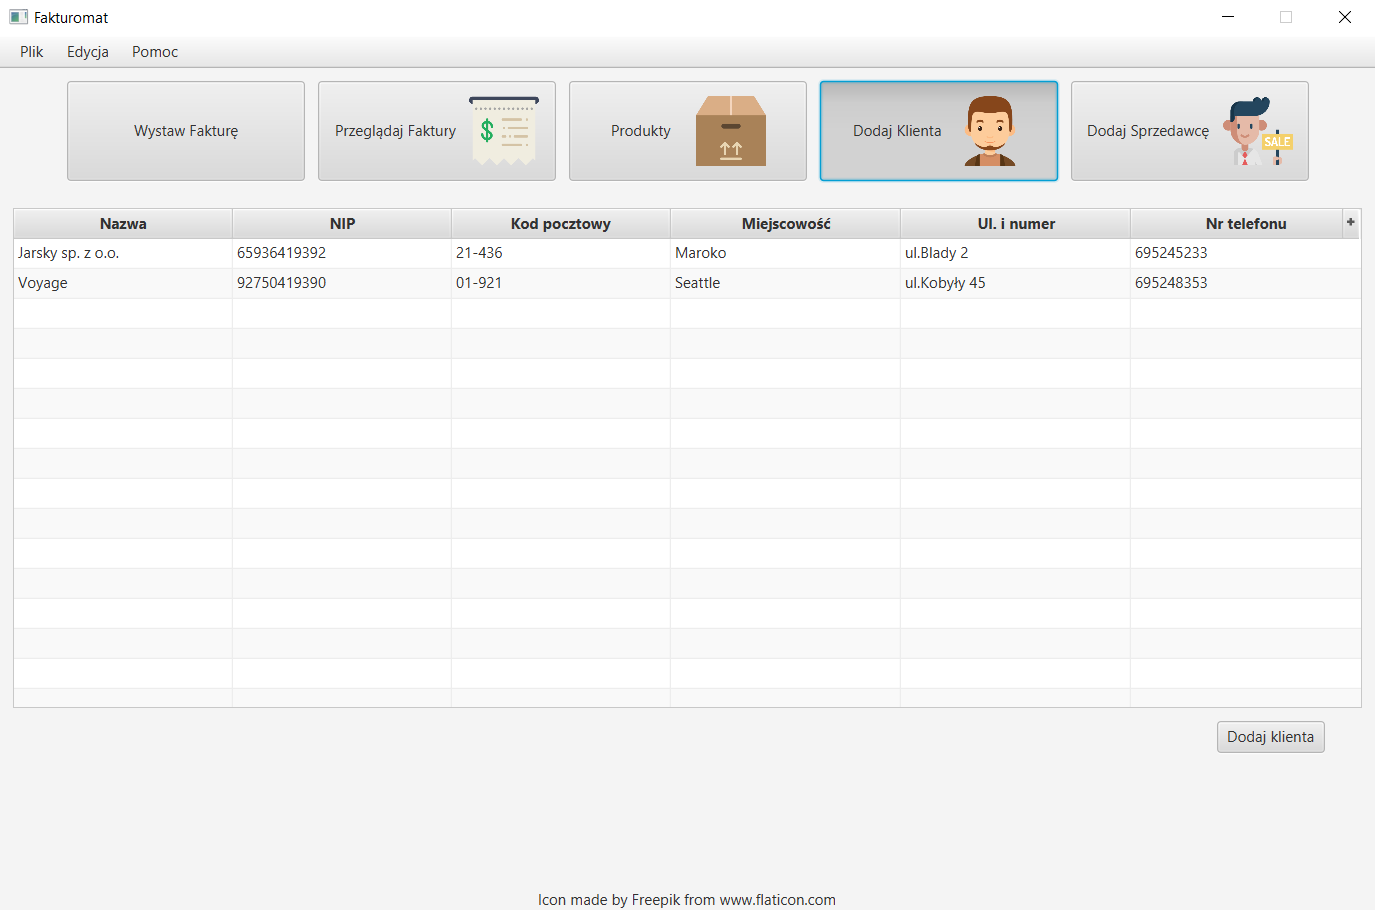 Fakturomat
Plik Edycja Pomoc
Wystaw Fakturę Przeglądaj Faktury $ Produkty Dodaj Klienta Dodaj Sprzedawcę SALE
Nazwa NIP Kod pocztowy Miejscowość Ul. i numer Nr telefonu +
Jarsky sp. z o.o. 65936419392 21-436 Maroko ul.Blady 2 695245233
Voyage 92750419390 01-921 Seattle ul.Kobyły 45 695248353
Dodaj klienta
Icon made by Freepik from www.flaticon.com